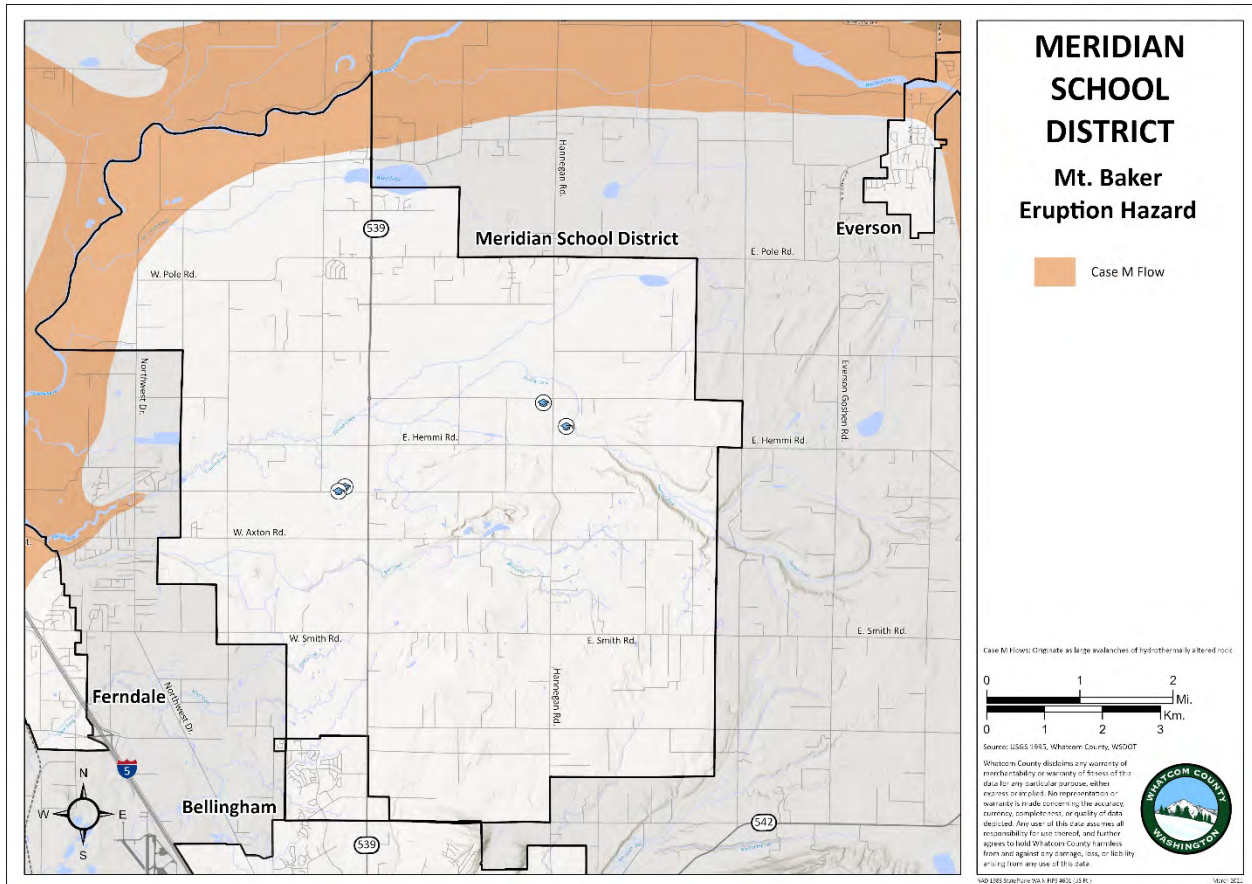 MERIDIAN
SCHOOL
DISTRICT
Mt. Baker
Eruption Hazard
Case M Flow
Hannegan Rd.
539
Meridian School District
Everson
E. Pole Rd.
W. Pole Rd.
Northwest Dr.
Everson Goshen Rd.
E. Hemmi Rd.
E. Hemmi Rd.
W. Axton Rd.
W. Smith Rd.
E. Smith Rd.
E. Smith Rd.
Hannegan Rd.
Ferndale
Northwest Dr.
5
Bellingham
N
W
E
S
539
542
Case M Flows: Originate as large avalanches of hydrothermally altered rock
0 1 2
Mi.
Km.
0 1 2 3
Source: USGS 1995, Whatcom County, WSDOT
Whatcom County disclaims any warranty of
merchantability or warranty of fitness of this
data for any particular purpose, either
express or implied. No representation or
warranty is made concerning the accuracy,
currency, completeness, or quality of data
depicted. Any user of this data assumes all
responsibility for use thereof, and further
agrees to hold Whatcom County harmless
from and against any damage, loss, or liability
arising from any use of this data.
WHATCOM COUNTY
WASHINGTON
March 2021